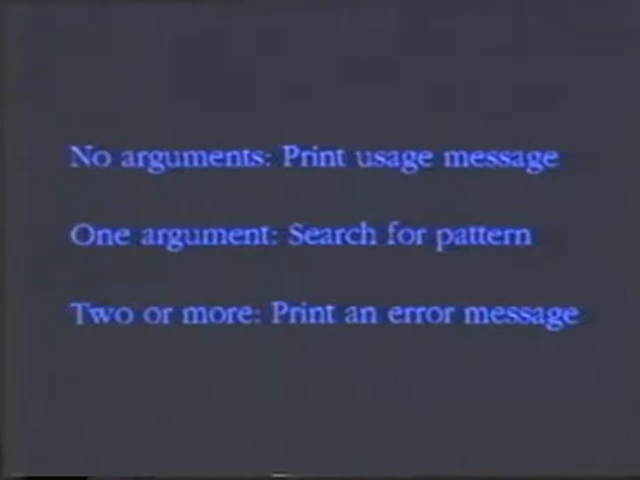 No arguments: Print usage message
One argument: Search for pattern
Two or more: Print an error message